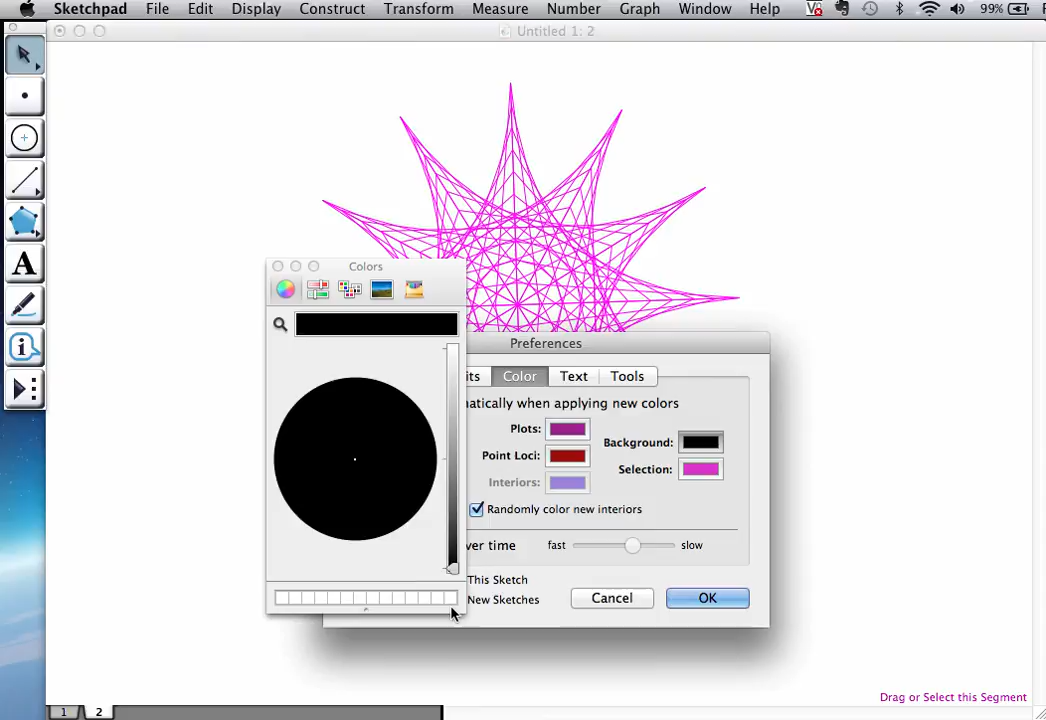 Sketchpad File Edit Display Construct Transform Measure Number Graph Window Help 99%
Untitled 1: 2
A
Colors
Preferences
its Color Text Tools
matically when applying new colors
Plots:
Background:
Point Loci:
Selection:
Interiors:
Randomly color new interiors
ver time fast slow
This Sketch
New Sketches Cancel OK
Drag or Select this Segment
1 2